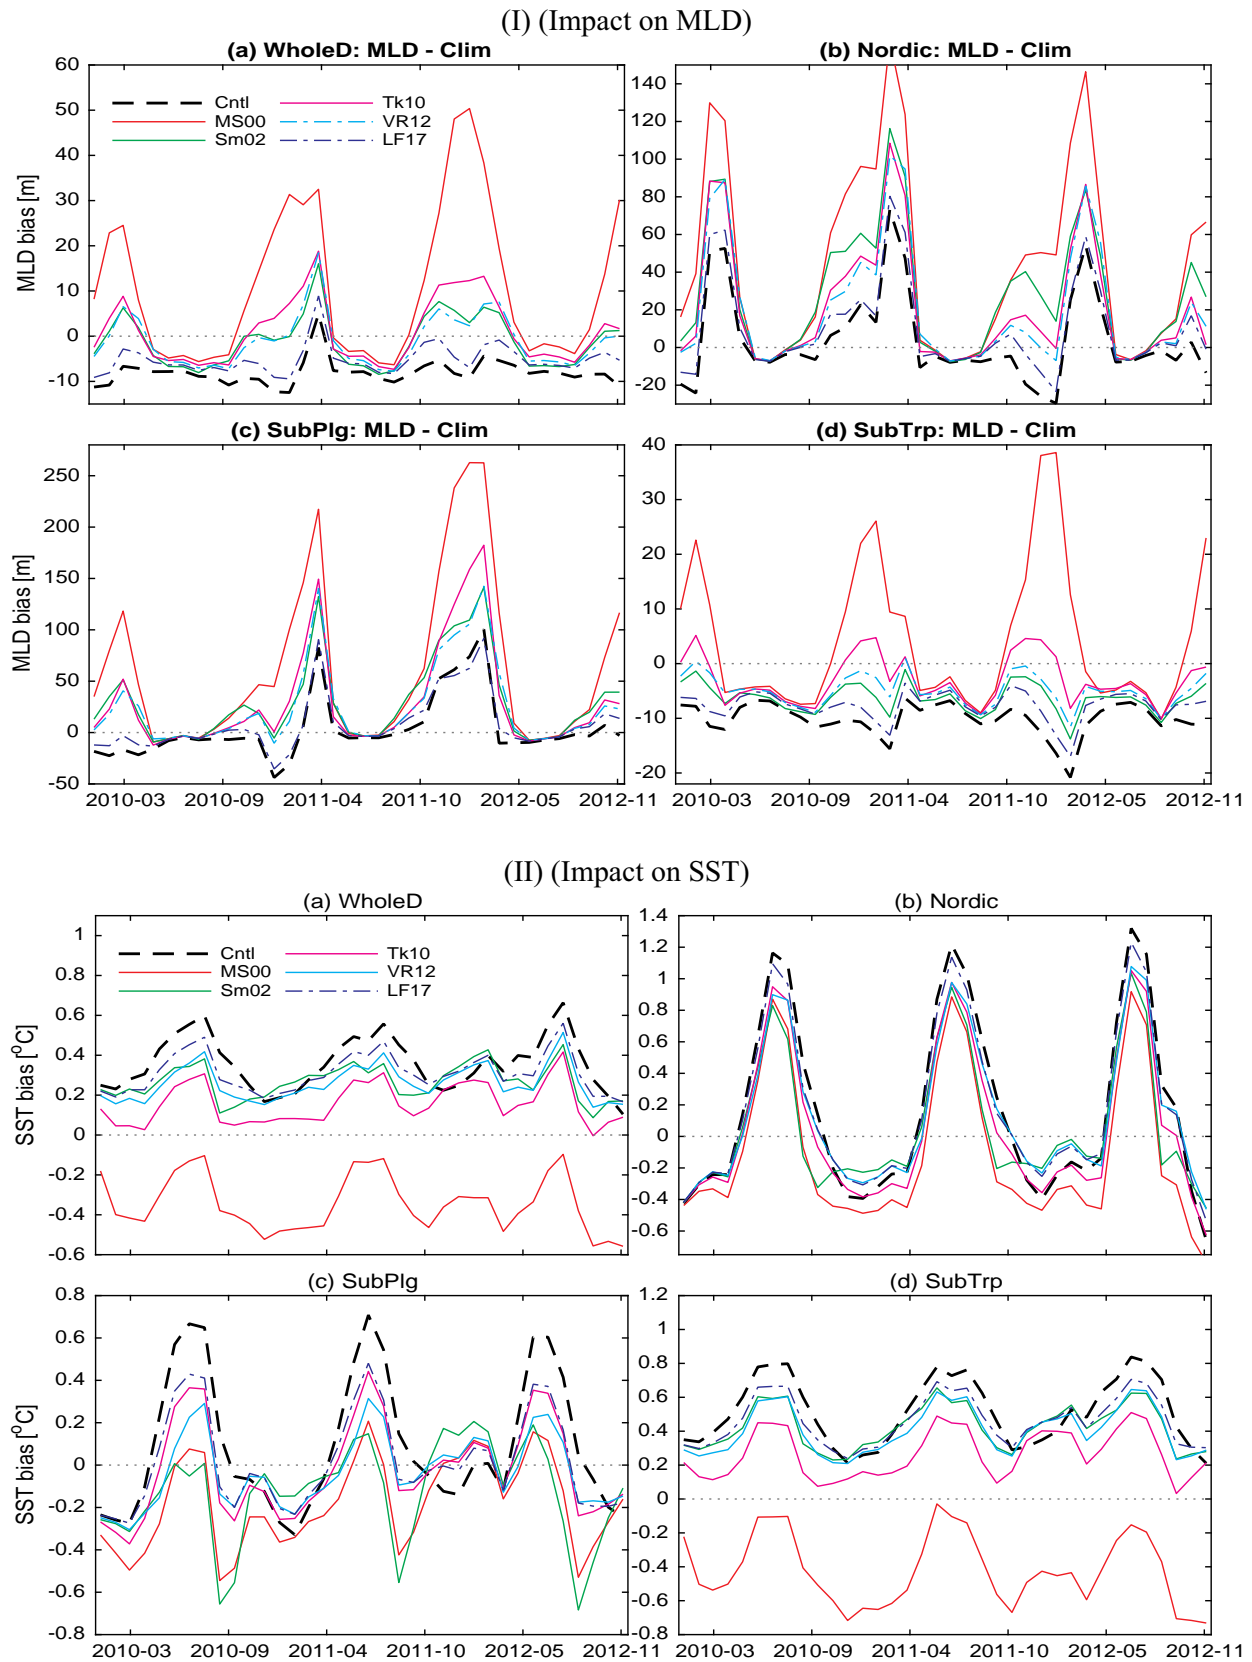 (I) (Impact on MLD)
(a) WholeD: MLD - Clim
(b) Nordic: MLD - Clim
60
50
40
30
20
10
0
-10
MLD bias [m]
Cntl
MS00
Sm02
Tk10
VR12
LF17
140
120
100
80
60
40
20
0
-20
(c) SubPlg: MLD - Clim
(d) SubTrp: MLD - Clim
250
200
150
100
50
0
-50
MLD bias [m]
40
30
20
10
0
-10
-20
2010-03 2010-09 2011-04 2011-10 2012-05 2012-11
2010-03 2010-09 2011-04 2011-10 2012-05 2012-11
(II) (Impact on SST)
(a) WholeD
(b) Nordic
1
0.8
0.6
0.4
0.2
0
-0.2
-0.4
-0.6
SST bias [⁰C]
Cntl
MS00
Sm02
Tk10
VR12
LF17
1.4
1.2
1
0.8
0.6
0.4
0.2
0
-0.2
-0.4
-0.6
(c) SubPlg
(d) SubTrp
0.8
0.6
0.4
0.2
0
-0.2
-0.4
-0.6
-0.8
SST bias [⁰C]
1.2
1
0.8
0.6
0.4
0.2
0
-0.2
-0.4
-0.6
-0.8
2010-03 2010-09 2011-04 2011-10 2012-05 2012-11
2010-03 2010-09 2011-04 2011-10 2012-05 2012-11